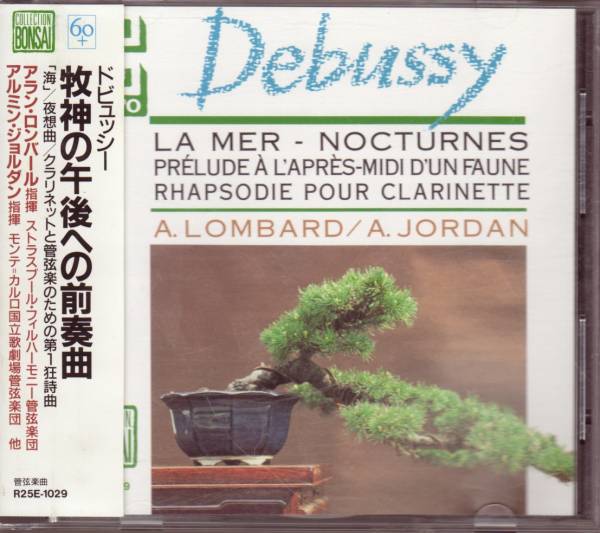 COLLECTION
BONSAI
60
+
ドビュッシー
牧神の午後への前奏曲
「海」/夜想曲/クラリネットと管弦楽のための第1狂詩曲
アラン・ロンバール指揮 ストラスブール・フィルハーモニー管弦楽団
アルミン・ジョルダン指揮 モンテ=カルロ国立歌劇場管弦楽団 他
管弦楽曲
R25E-1029
Debussy
LA MER - NOCTURNES
PRÉLUDE À L'APRÈS-MIDI D'UN FAUNE
RHAPSODIE POUR CLARINETTE
A. LOMBARD/A. JORDAN